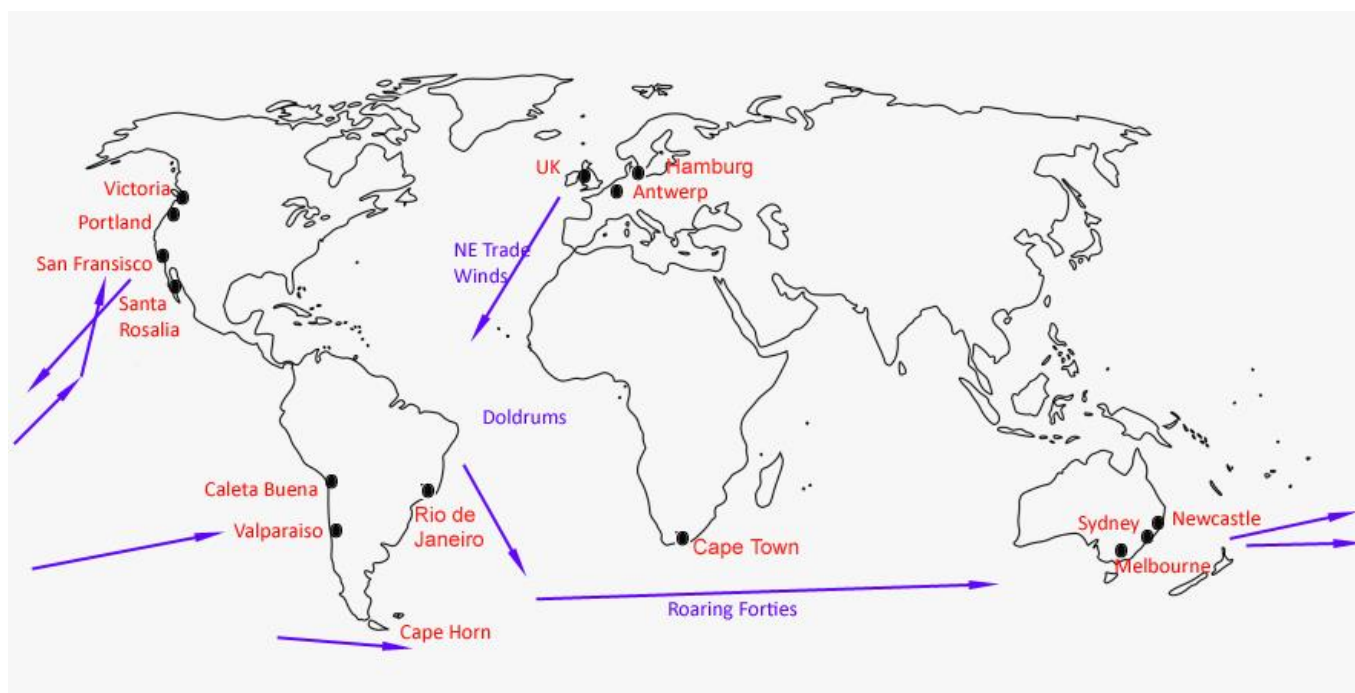 UK
Hamburg
Antwerp
Victoria
Portland
NE Trade
Winds
San Fransisco
Santa
Rosalia
Doldrums
Caleta Buena
Rio de
Janeiro
Valparaiso
Cape Town
Sydney
Newcastle
Melbourne
Roaring Forties
Cape Horn